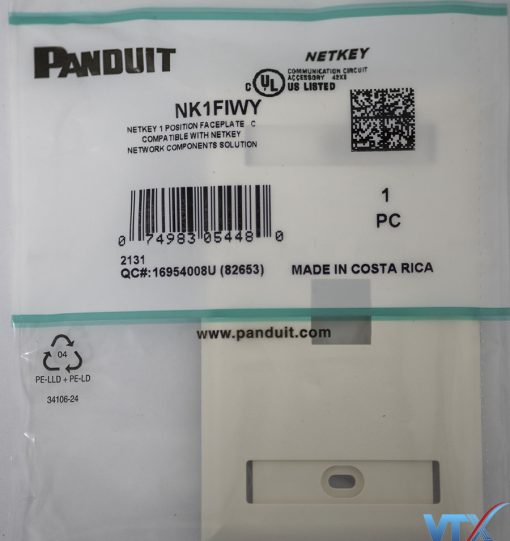 PANDUIT
NETKEY
C UL US LISTED
COMMUNICATION CIRCUIT
ACCESSORY 42X8
NK1FIWY
NETKEY 1 POSITION FACEPLATE C
COMPATIBLE WITH NETKEY
NETWORK COMPONENTS SOLUTION
1
PC
0 74983 05448 0
2131
QC#:16954008U (82653)
MADE IN COSTA RICA
www.panduit.com
04
PE-LLD + PE-LD
34106-24
VTX